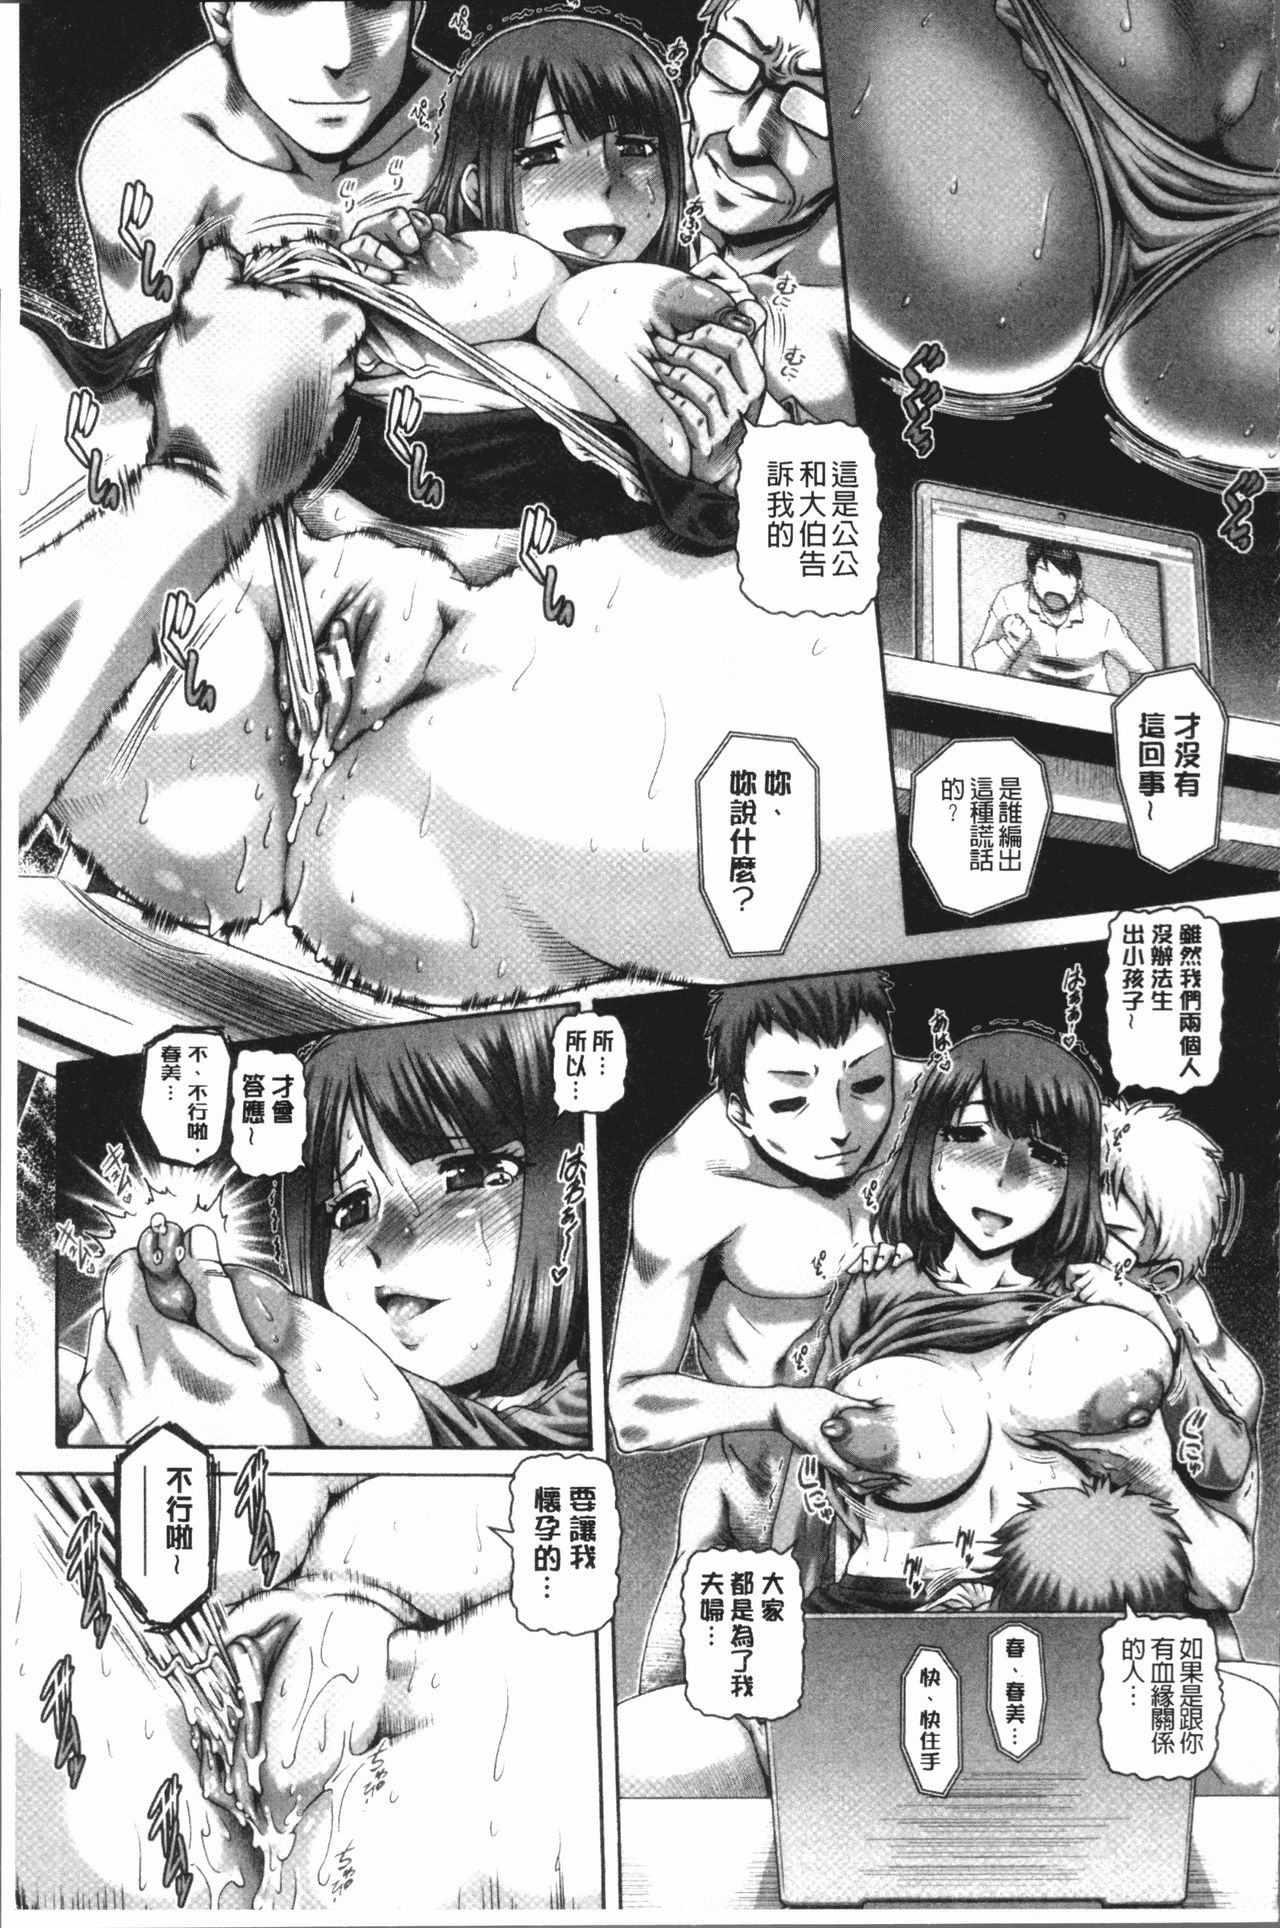 才沒有
這回事~
是誰編出
這種謊話
的?
這是公公
和大伯告
訴我的
妳、
妳說什麼?
雖然我們兩個人
沒辦法生
出小孩子~
如果是跟你
有血緣關係
的人…
春、春美…
快、快住手
大家
都是為了我
夫婦…
所…
所以…
才會
答應~
不、不行啦,
春美…
要讓我
懷孕的…
不行啦~